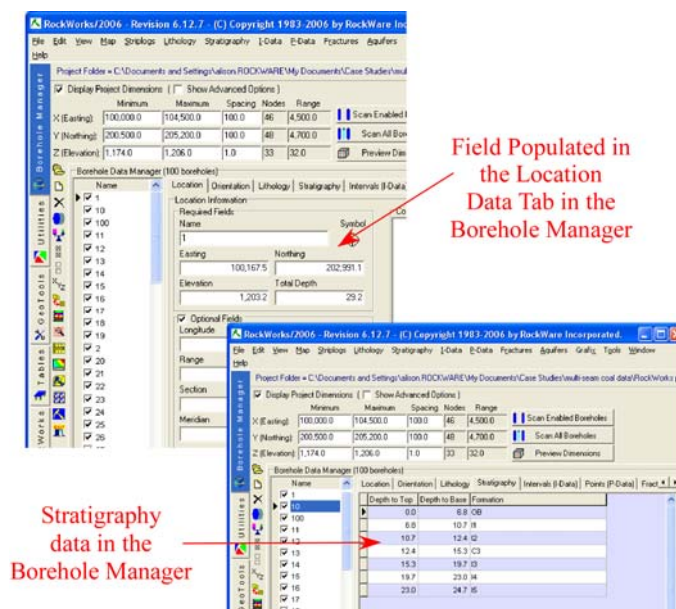 RockWorks/2006 - Revision 6.12.7 - (C) Copyright 1983-2006 by RockWare Inc
File Edit View Map Striplogs Lithology Stratigraphy I-Data P-Data Fractures Aquifers
Help
Project Folder = C:\Documents and Settings\alison.ROCKWARE\My Documents\Case Studies\mul
Display Project Dimensions ( Show Advanced Options )
Minimum Maximum Spacing Nodes Range
X (Easting) 100,000.0 104,500.0 100.0 46 4,500.0 Scan Enabled
Y (Northing) 200,500.0 205,200.0 100.0 48 4,700.0 Scan All Bore
Z (Elevation) 1,174.0 1,206.0 1.0 33 32.0 Preview Dim
Borehole Manager
Utilities
GeoTools
Tables
Works
Borehole Data Manager (100 boreholes)
Name
1
10
100
11
12
13
14
15
16
17
18
19
2
20
21
22
23
24
25
26
Location Orientation Lithology Stratigraphy Intervals (I-Data
Location Information
Required Fields
Name Symbol
1
Easting Northing
100,167.5 202,991.1
Elevation Total Depth
1,203.2 29.2
Optional Fields
Longitude
Range
Section
Meridian
Field Populated in
the Location
Data Tab in the
Borehole Manager
RockWorks/2006 - Revision 6.12.7 - (C) Copyright 1983-2006 by RockWare Incorporated.
File Edit View Map Striplogs Lithology Stratigraphy I-Data P-Data Fractures Aquifers Grafix Tools Window
Help
Project Folder = C:\Documents and Settings\alison.ROCKWARE\My Documents\Case Studies\multi-seam coal data\RockWorks p
Display Project Dimensions ( Show Advanced Options )
Minimum Maximum Spacing Nodes Range
X (Easting) 100,000.0 104,500.0 100.0 46 4,500.0 Scan Enabled Boreholes
Y (Northing) 200,500.0 205,200.0 100.0 48 4,700.0 Scan All Boreholes
Z (Elevation) 1,174.0 1,206.0 1.0 33 32.0 Preview Dimensions
Borehole Manager
Utilities
GeoTools
Borehole Data Manager (100 boreholes)
Name
1
10
100
11
12
13
14
15
16
17
Location Orientation Lithology Stratigraphy Intervals (I-Data) Points (P-Data) Fract
Depth to Top Depth to Base Formation
0.0 6.8 OB
6.8 10.7 I1
10.7 12.4 I2
12.4 15.3 C3
15.3 19.7 I3
19.7 23.0 I4
23.0 24.7 I5
Stratigraphy
data in the
Borehole Manager